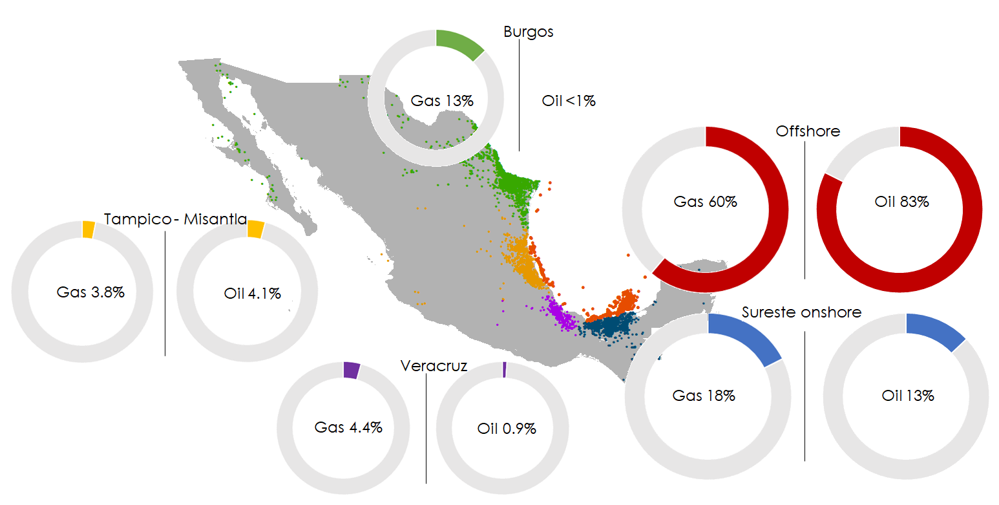 Burgos
Gas 13%
Oil <1%
Offshore
Gas 60%
Oil 83%
Tampico - Misantla
Gas 3.8%
Oil 4.1%
Sureste onshore
Gas 18%
Oil 13%
Veracruz
Gas 4.4%
Oil 0.9%